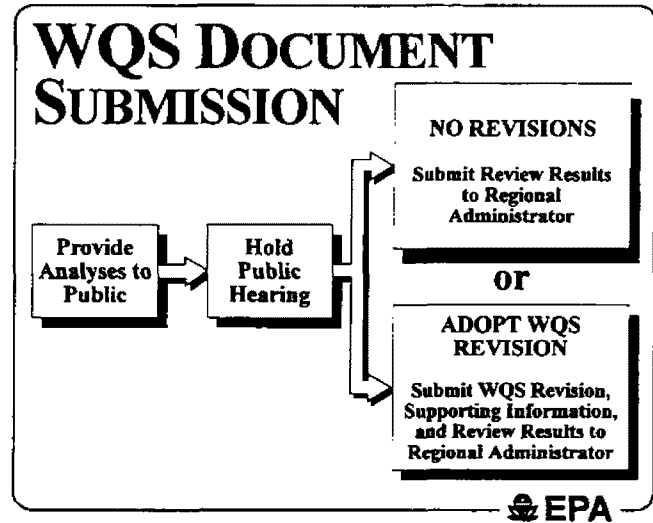 WQS DOCUMENT
SUBMISSION
Provide
Analyses to
Public
Hold
Public
Hearing
NO REVISIONS
Submit Review Results
to Regional
Administrator
or
ADOPT WQS
REVISION
Submit WQS Revision,
Supporting Information,
and Review Results to
Regional Administrator
EPA